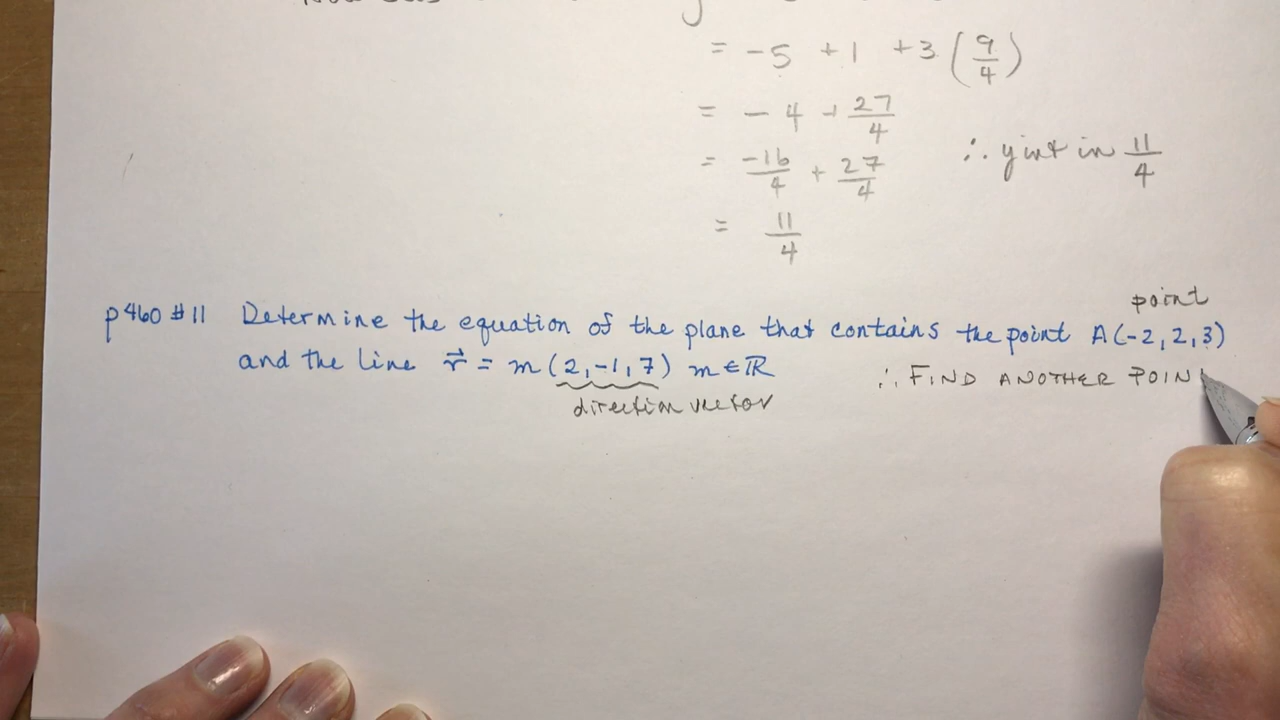 = -5 + 1 + 3 (9/4)
= - 4 + 27/4
= -16/4 + 27/4
∴ y int in 11/4
= 11/4
point
p460 #11 Determine the equation of the plane that contains the point A(-2, 2, 3)
and the line r⃗ = m (2, -1, 7) m ∈ ℝ
∴ FIND ANOTHER POIN
direction vector